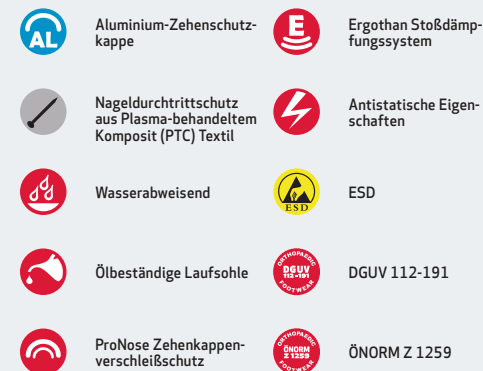 AL
Aluminium-Zehenschutz-
kappe
E
Ergothan Stoßdämp-
fungssystem
Nageldurchtrittschutz
aus Plasma-behandeltem
Komposit (PTC) Textil
Antistatische Eigen-
schaften
Wasserabweisend
ESD
ESD
Ölbeständige Laufsohle
ORTHOPAEDIC
DGUV
112-191
FOOTWEAR
DGUV 112-191
ProNose Zehenkappen-
verschleißschutz
ORTHOPAEDIC
ÖNORM
Z 1259
FOOTWEAR
ÖNORM Z 1259